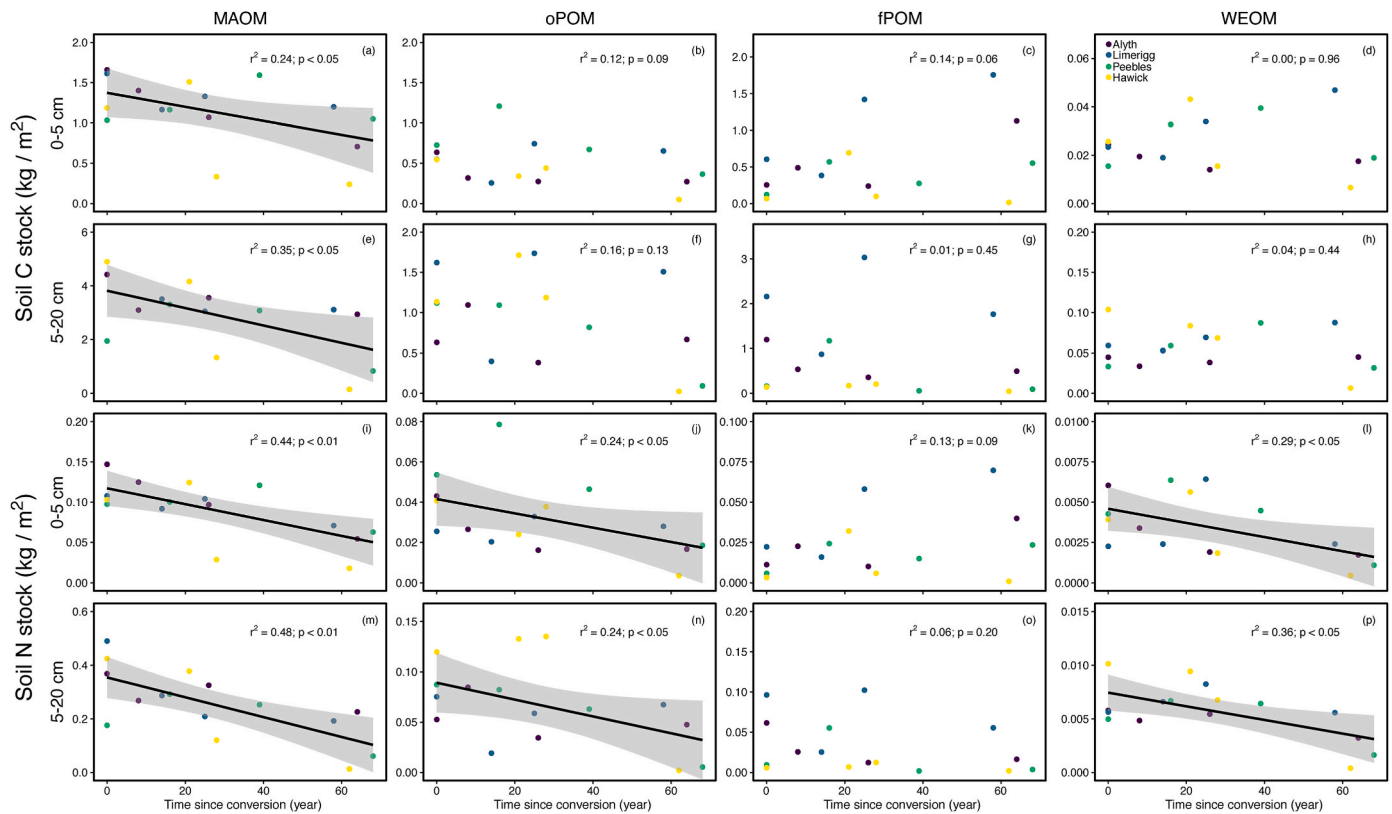 MAOM
oPOM
fPOM
WEOM
Soil C stock (kg / m2)
0-5 cm
2.0
1.5
1.0
0.5
0.0
r2 = 0.24; p < 0.05
(a)
2.0
1.5
1.0
0.5
0.0
r2 = 0.12; p = 0.09
(b)
2.0
1.5
1.0
0.5
0.0
r2 = 0.14; p = 0.06
(c)
0.06
0.04
0.02
0.00
Alyth
Limerigg
Peebles
Hawick
r2 = 0.00; p = 0.96
(d)
5-20 cm
6
4
2
0
r2 = 0.35; p < 0.05
(e)
2.0
1.5
1.0
0.5
0.0
r2 = 0.16; p = 0.13
(f)
3
2
1
0
r2 = 0.01; p = 0.45
(g)
0.20
0.15
0.10
0.05
0.00
r2 = 0.04; p = 0.44
(h)
Soil N stock (kg / m2)
0-5 cm
0.20
0.15
0.10
0.05
0.00
r2 = 0.44; p < 0.01
(i)
0.08
0.06
0.04
0.02
0.00
r2 = 0.24; p < 0.05
(j)
0.100
0.075
0.050
0.025
0.000
r2 = 0.13; p = 0.09
(k)
0.0100
0.0075
0.0050
0.0025
0.0000
r2 = 0.29; p < 0.05
(l)
5-20 cm
0.6
0.4
0.2
0.0
r2 = 0.48; p < 0.01
(m)
0.15
0.10
0.05
0.00
r2 = 0.24; p < 0.05
(n)
0.20
0.15
0.10
0.05
0.00
r2 = 0.06; p = 0.20
(o)
0.015
0.010
0.005
0.000
r2 = 0.36; p < 0.05
(p)
0 20 40 60
0 20 40 60
0 20 40 60
0 20 40 60
Time since conversion (year)
Time since conversion (year)
Time since conversion (year)
Time since conversion (year)